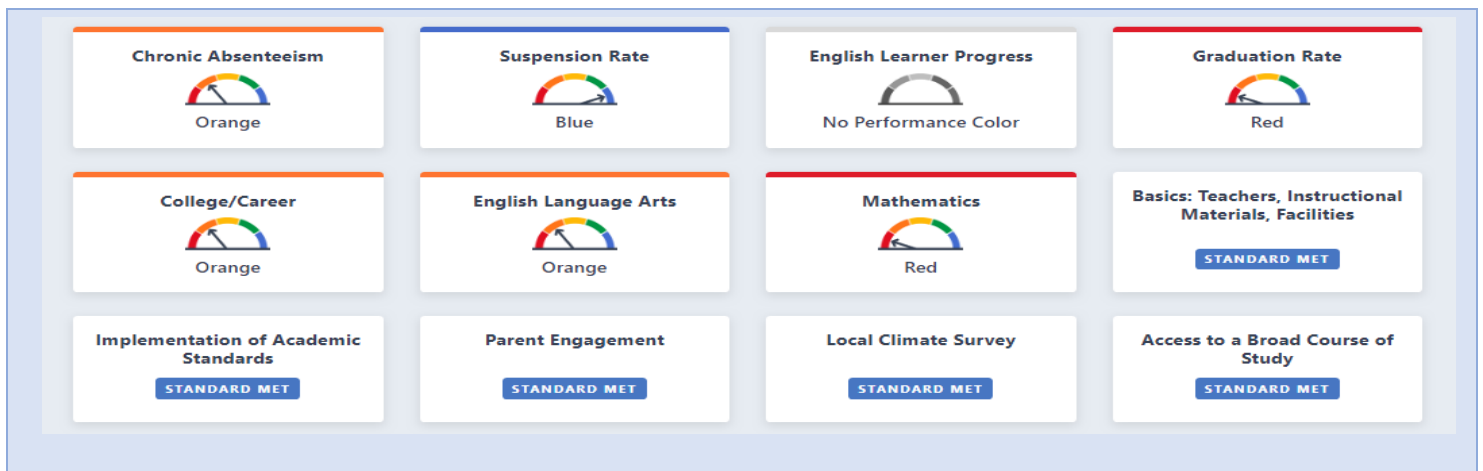 Chronic Absenteeism
Orange
Suspension Rate
Blue
English Learner Progress
No Performance Color
Graduation Rate
Red
College/Career
Orange
English Language Arts
Orange
Mathematics
Red
Basics: Teachers, Instructional
Materials, Facilities
STANDARD MET
Implementation of Academic
Standards
STANDARD MET
Parent Engagement
STANDARD MET
Local Climate Survey
STANDARD MET
Access to a Broad Course of
Study
STANDARD MET